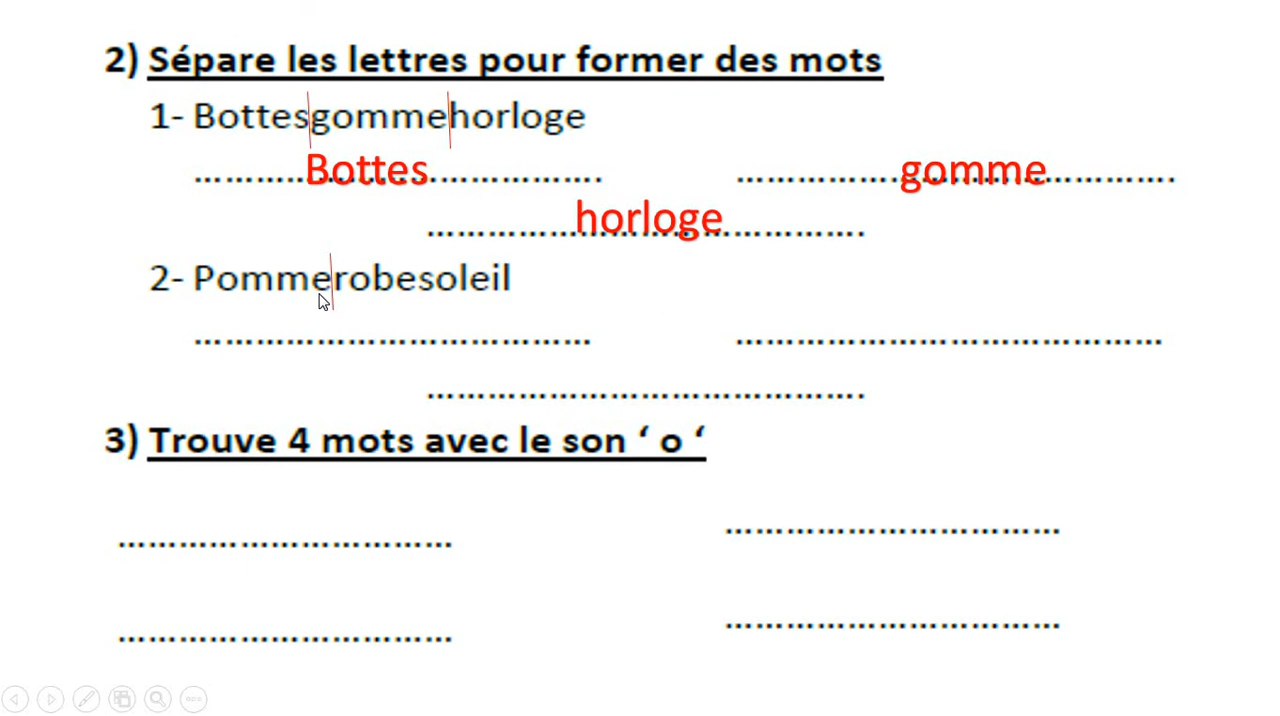 2) Sépare les lettres pour former des mots
1- Bottesgommehorloge
……………Bottes……………………. ……………gomme…………………….
……………horloge…………………….
2- Pommerobesoleil
………………………………… ……………………………………
…………………………………….
3) Trouve 4 mots avec le son ‘ o ‘
…………………………… ……………………………
…………………………… ……………………………